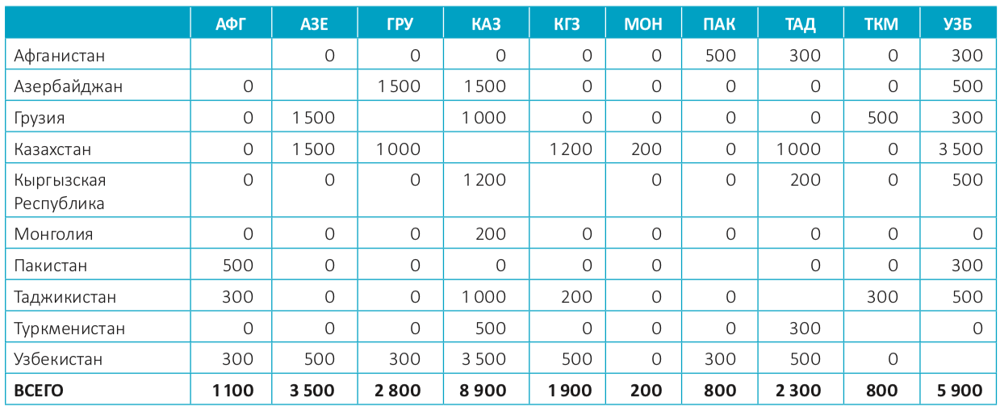 АФГ АЗЕ ГРУ КАЗ КГЗ МОН ПАК ТАД ТКМ УЗБ
Афганистан 0 0 0 0 0 500 300 0 300
Азербайджан 0 1 500 1 500 0 0 0 0 0 500
Грузия 0 1 500 1 000 0 0 0 0 500 300
Казахстан 0 1 500 1 000 1 200 200 0 1 000 0 3 500
Кыргызская
Республика 0 0 0 1 200 0 0 200 0 500
Монголия 0 0 0 200 0 0 0 0 0
Пакистан 500 0 0 0 0 0 0 0 300
Таджикистан 300 0 0 1 000 200 0 0 300 500
Туркменистан 0 0 0 500 0 0 0 300 0
Узбекистан 300 500 300 3 500 500 0 300 500 0
ВСЕГО 1 100 3 500 2 800 8 900 1 900 200 800 2 300 800 5 900